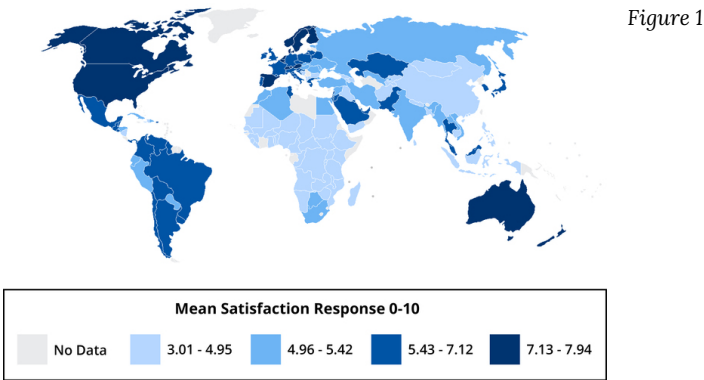 Figure 1
Mean Satisfaction Response 0-10
No Data
3.01 - 4.95
4.96 - 5.42
5.43 - 7.12
7.13 - 7.94